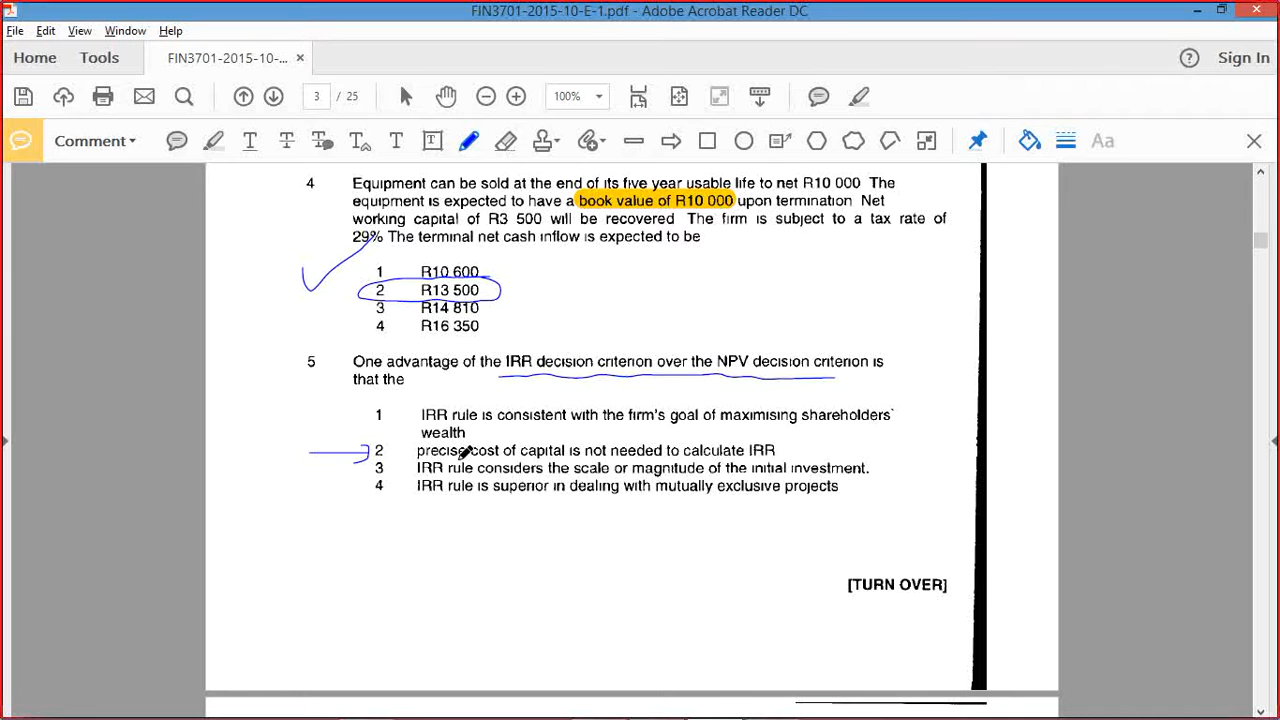 FIN3701-2015-10-E-1.pdf - Adobe Acrobat Reader DC
File Edit View Window Help
Home Tools FIN3701-2015-10-... × Sign In
3 / 25 100%
Comment Aa
4 Equipment can be sold at the end of its five year usable life to net R10 000 The
equipment is expected to have a book value of R10 000 upon termination Net
working capital of R3 500 will be recovered The firm is subject to a tax rate of
29% The terminal net cash inflow is expected to be
1 R10 600
2 R13 500
3 R14 810
4 R16 350
5 One advantage of the IRR decision criterion over the NPV decision criterion is
that the
1 IRR rule is consistent with the firm's goal of maximising shareholders`
wealth
2 precise cost of capital is not needed to calculate IRR
3 IRR rule considers the scale or magnitude of the initial investment.
4 IRR rule is superior in dealing with mutually exclusive projects
[TURN OVER]